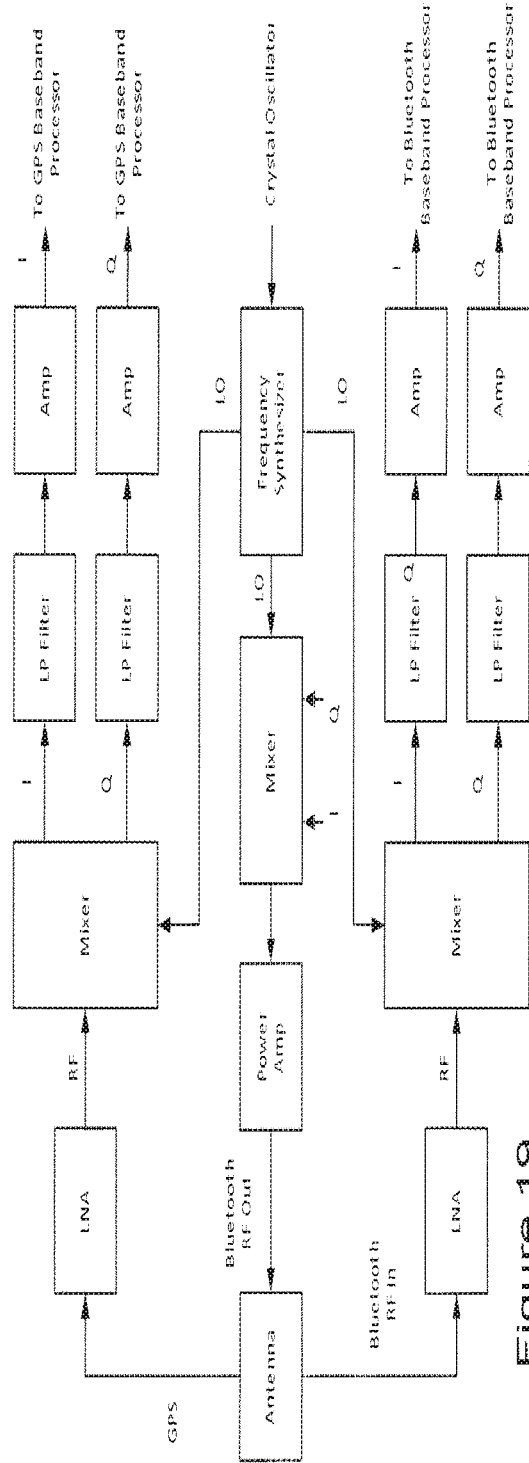 GPS
LNA
RF
Mixer
I
Q
LP Filter
LP Filter
Amp
Amp
I
To GPS Baseband
Processor
Q
To GPS Baseband
Processor
Antenna
Bluetooth
RF Out
Power
Amp
Mixer
I
Q
LO
Frequency
Synthesizer
LO
LO
Crystal Oscillator
Bluetooth
RF In
LNA
RF
Mixer
I
Q
LP Filter
Q
LP Filter
Amp
Amp
I
To Bluetooth
Baseband Processor
Q
To Bluetooth
Baseband Processor
Figure 19